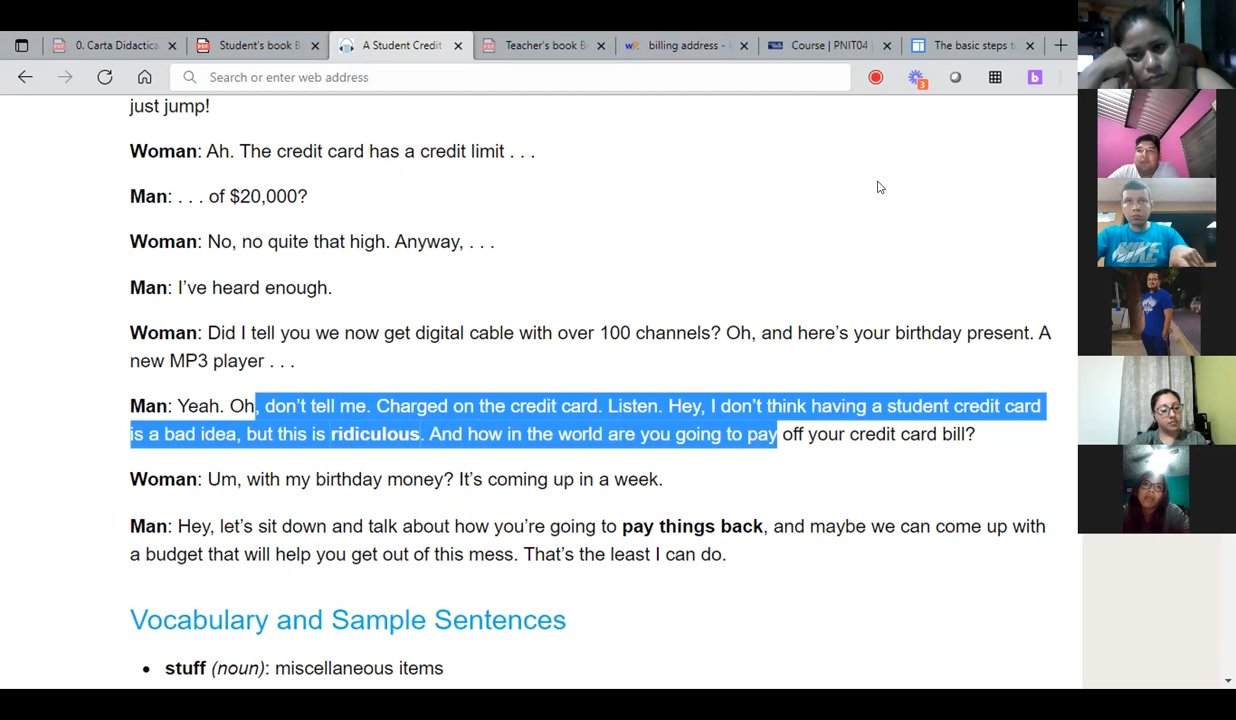 0. Carta Didactica
Student's book B
A Student Credi
Teacher's book B
billing address -
Course | PNIT04
The basic steps t
Search or enter web address
3
b
just jump!
Woman: Ah. The credit card has a credit limit . . .
Man: . . . of $20,000?
Woman: No, no quite that high. Anyway, . . .
Man: I've heard enough.
Woman: Did I tell you we now get digital cable with over 100 channels? Oh, and here's your birthday present. A
new MP3 player . . .
Man: Yeah. Oh, don't tell me. Charged on the credit card. Listen. Hey, I don't think having a student credit card
is a bad idea, but this is ridiculous. And how in the world are you going to pay off your credit card bill?
Woman: Um, with my birthday money? It's coming up in a week.
Man: Hey, let's sit down and talk about how you're going to pay things back, and maybe we can come up with
a budget that will help you get out of this mess. That's the least I can do.
Vocabulary and Sample Sentences
• stuff (noun): miscellaneous items
NIKE